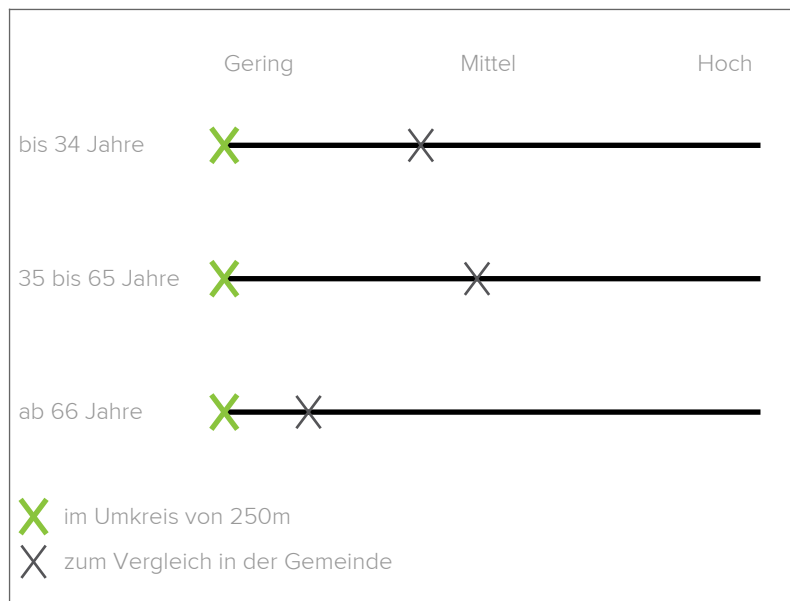 Gering Mittel Hoch
bis 34 Jahre
35 bis 65 Jahre
ab 66 Jahre
im Umkreis von 250m
zum Vergleich in der Gemeinde